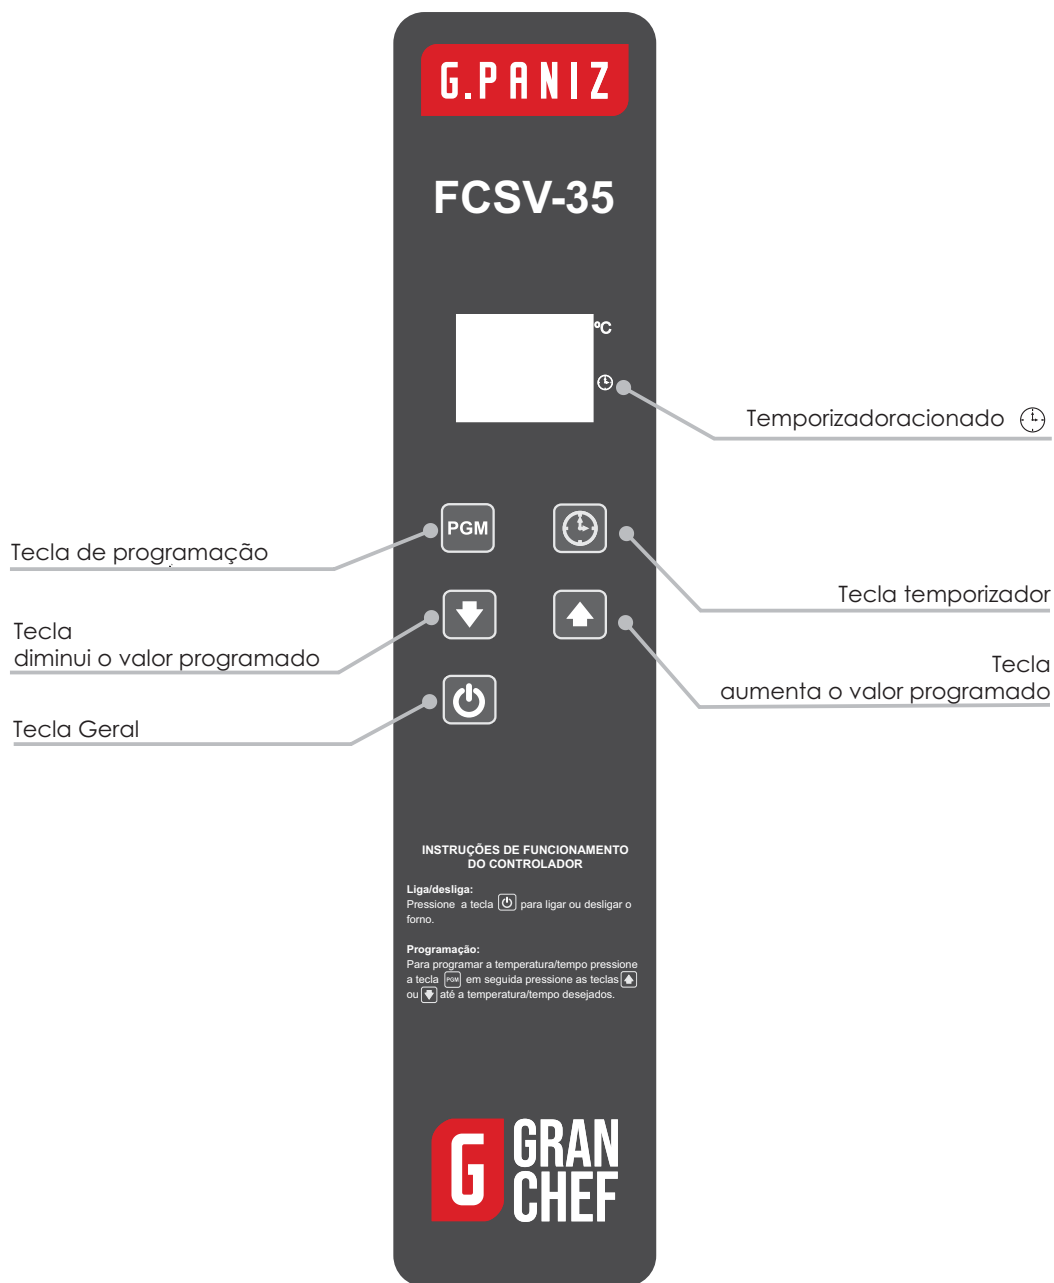 G.PANIZ
FCSV-35
ºC
Temporizadoracionado
PGM
Tecla de programação
Tecla temporizador
Tecla
diminui o valor programado
Tecla
aumenta o valor programado
Tecla Geral
INSTRUÇÕES DE FUNCIONAMENTO
DO CONTROLADOR
Liga/desliga:
Pressione a tecla para ligar ou desligar o
forno.
Programação:
Para programar a temperatura/tempo pressione
a tecla PGM em seguida pressione as teclas
ou até a temperatura/tempo desejados.
G GRAN
CHEF